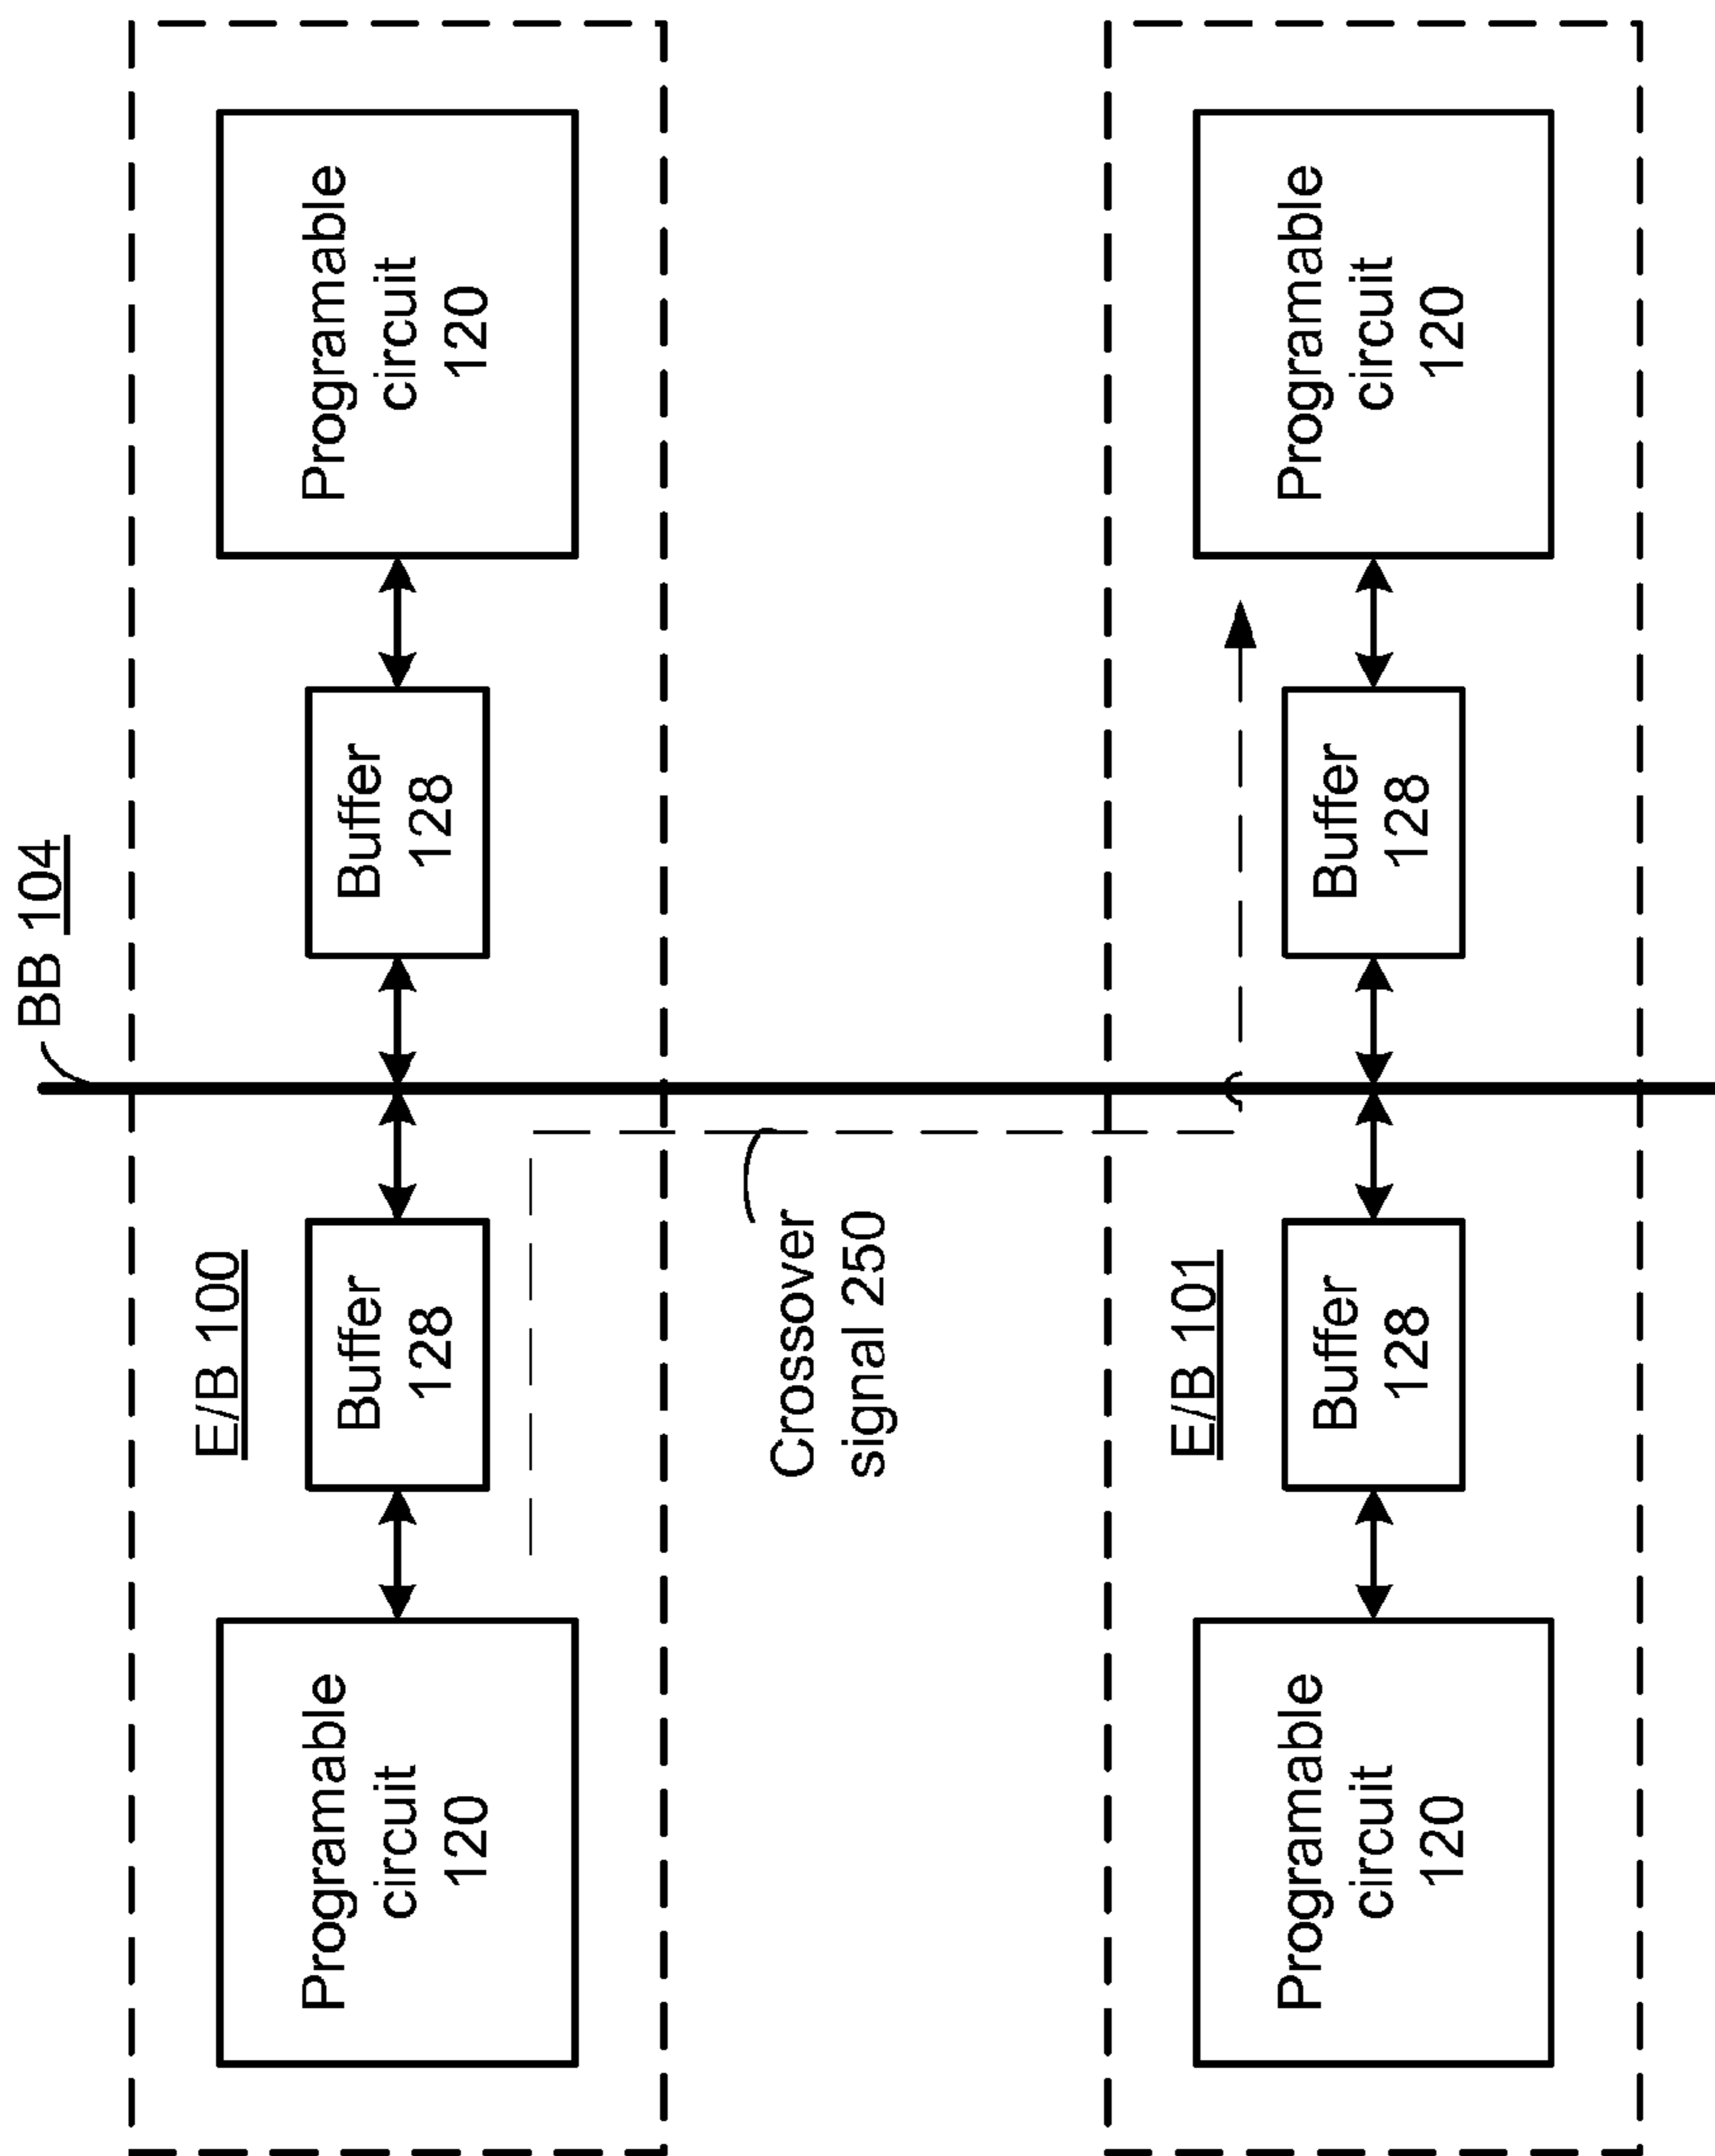 BB 104
E/B 100
Programable
circuit
120
Buffer
128
Buffer
128
Programable
circuit
120
Crossover
signal 250
E/B 101
Programable
circuit
120
Buffer
128
Buffer
128
Programable
circuit
120